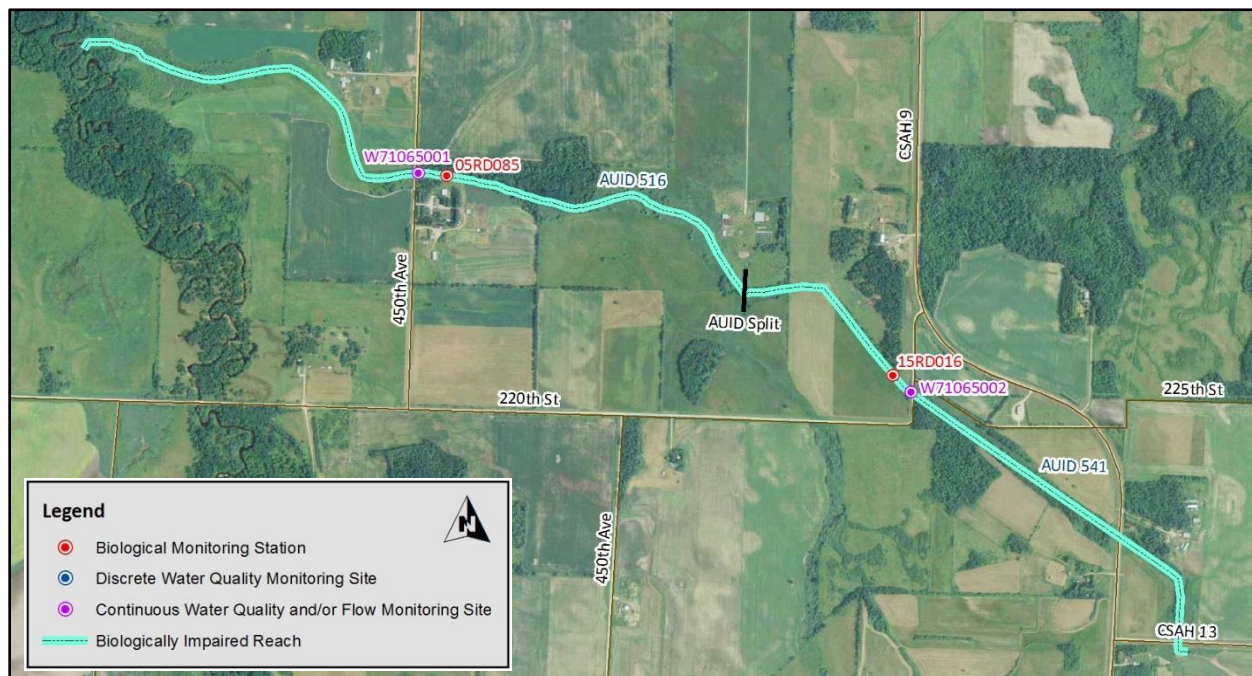 CSAH 9
W71065001
05RD085
AUID 516
450th Ave
AUID Split
15RD016
W71065002
220th St
225th St
AUID 541
450th Ave
CSAH 13
Legend
N
Biological Monitoring Station
Discrete Water Quality Monitoring Site
Continuous Water Quality and/or Flow Monitoring Site
Biologically Impaired Reach